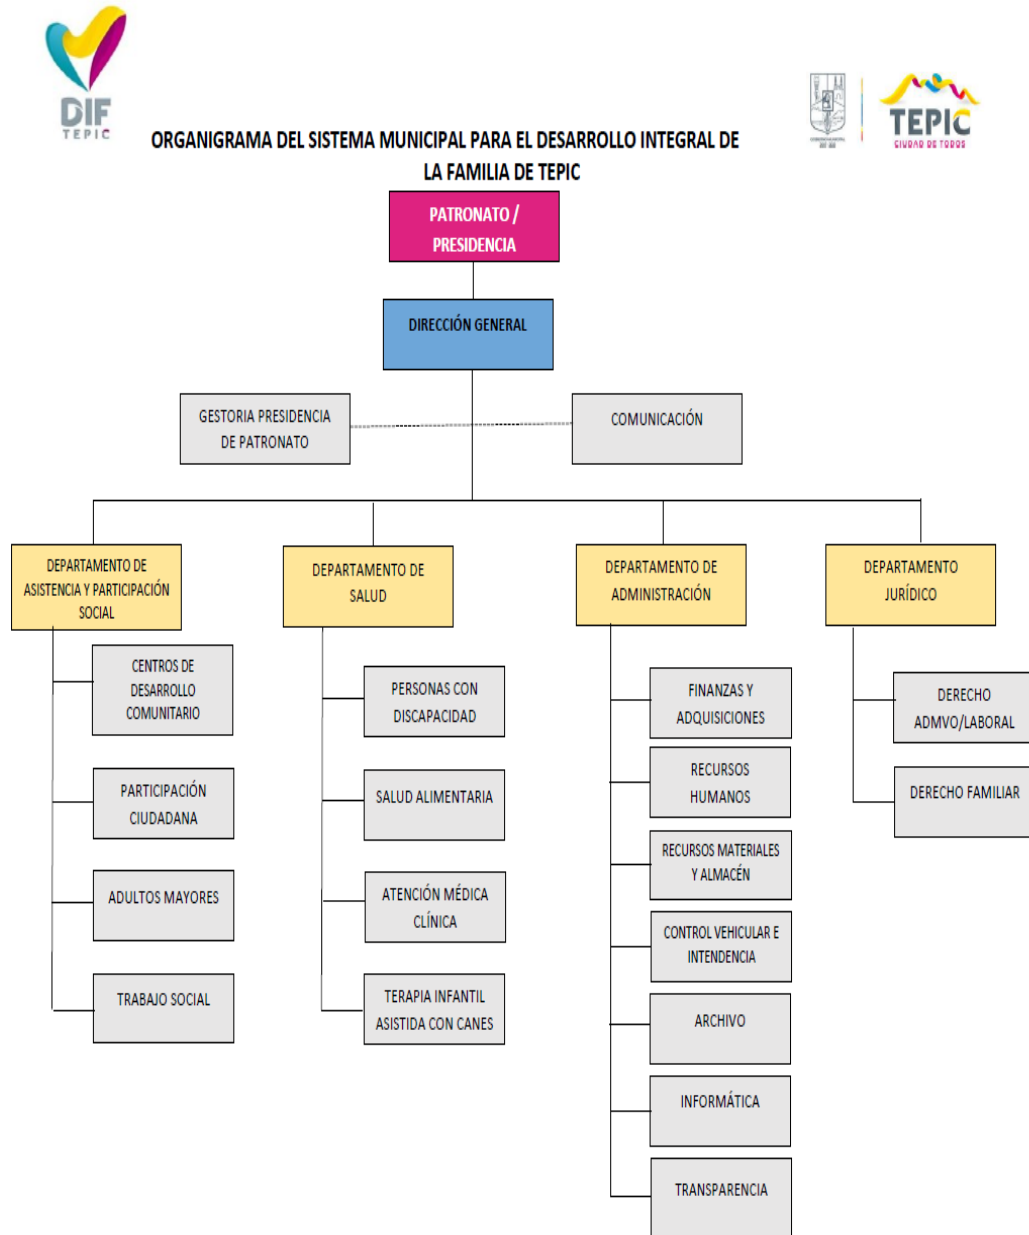 DIF
TEPIC
TEPIC
CIUDAD DE TODOS
ORGANIGRAMA DEL SISTEMA MUNICIPAL PARA EL DESARROLLO INTEGRAL DE
LA FAMILIA DE TEPIC
PATRONATO /
PRESIDENCIA
DIRECCIÓN GENERAL
GESTORIA PRESIDENCIA
DE PATRONATO
COMUNICACIÓN
DEPARTAMENTO DE
ASISTENCIA Y PARTICIPACIÓN
SOCIAL
CENTROS DE
DESARROLLO
COMUNITARIO
PARTICIPACIÓN
CIUDADANA
ADULTOS MAYORES
TRABAJO SOCIAL
DEPARTAMENTO DE
SALUD
PERSONAS CON
DISCAPACIDAD
SALUD ALIMENTARIA
ATENCIÓN MÉDICA
CLÍNICA
TERAPIA INFANTIL
ASISTIDA CON CANES
DEPARTAMENTO DE
ADMINISTRACIÓN
FINANZAS Y
ADQUISICIONES
RECURSOS
HUMANOS
RECURSOS MATERIALES
Y ALMACÉN
CONTROL VEHICULAR E
INTENDENCIA
ARCHIVO
INFORMÁTICA
TRANSPARENCIA
DEPARTAMENTO
JURÍDICO
DERECHO
ADMVO/LABORAL
DERECHO FAMILIAR